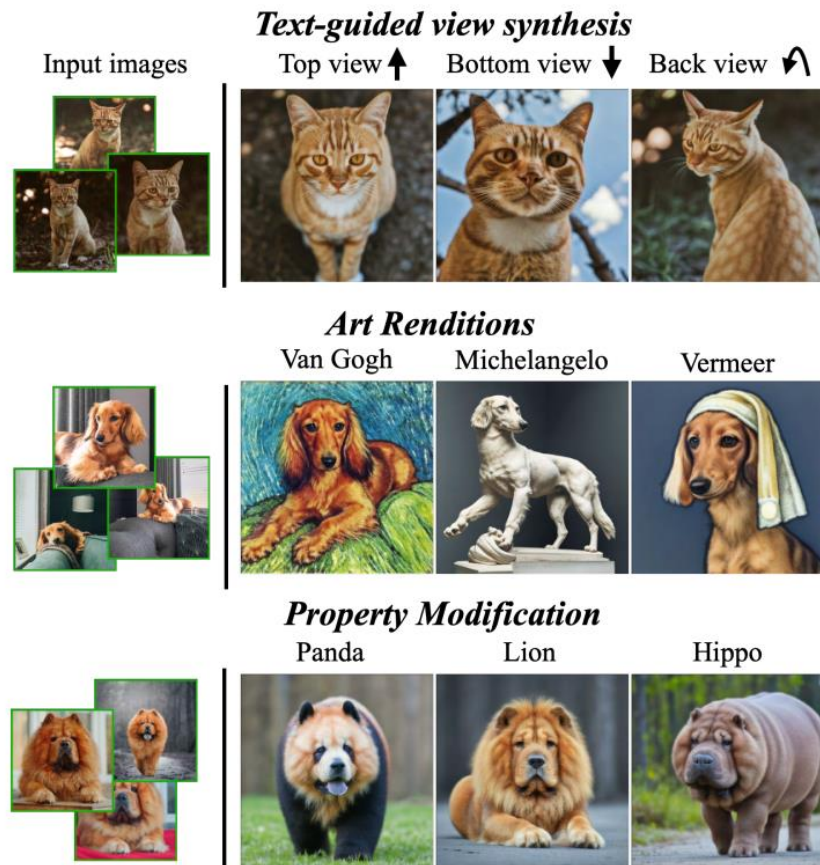 Text-guided view synthesis
Input images
Top view Bottom view Back view
Art Renditions
Van Gogh Michelangelo Vermeer
Property Modification
Panda Lion Hippo